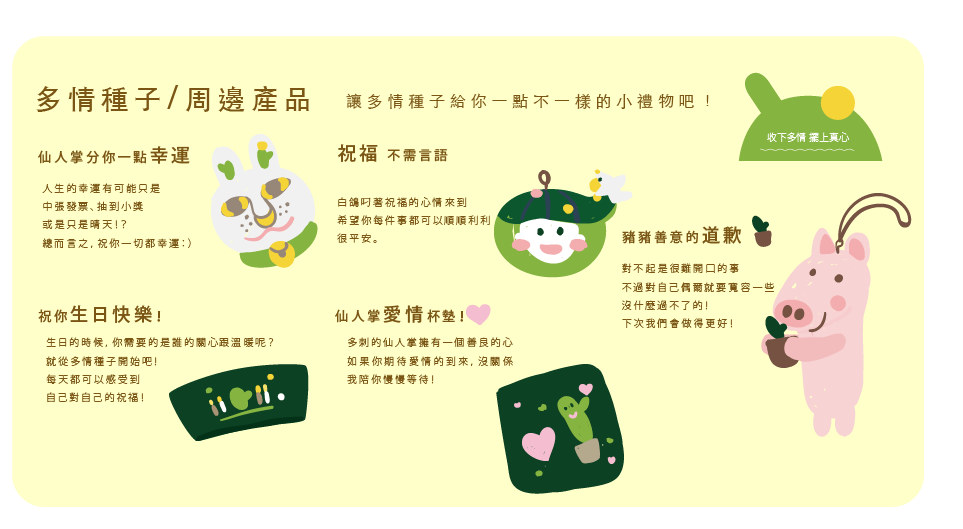 多情種子/周邊產品
讓多情種子給你一點不一樣的小禮物吧！
收下多情 擺上真心
仙人掌分你一點幸運
人生的幸運有可能只是
中張發票、抽到小獎
或是只是晴天!?
總而言之, 祝你一切都幸運:)
祝福 不需言語
白鴿叼著祝福的心情來到
希望你每件事都可以順順利利
很平安。
豬豬善意的道歉
對不起是很難開口的事
不過對自己偶爾就要寬容一些
沒什麼過不了的!
下次我們會做得更好!
祝你生日快樂!
生日的時候, 你需要的是誰的關心跟溫暖呢?
就從多情種子開始吧!
每天都可以感受到
自己對自己的祝福!
仙人掌愛情杯墊!
多刺的仙人掌擁有一個善良的心
如果你期待愛情的到來, 沒關係
我陪你慢慢等待!